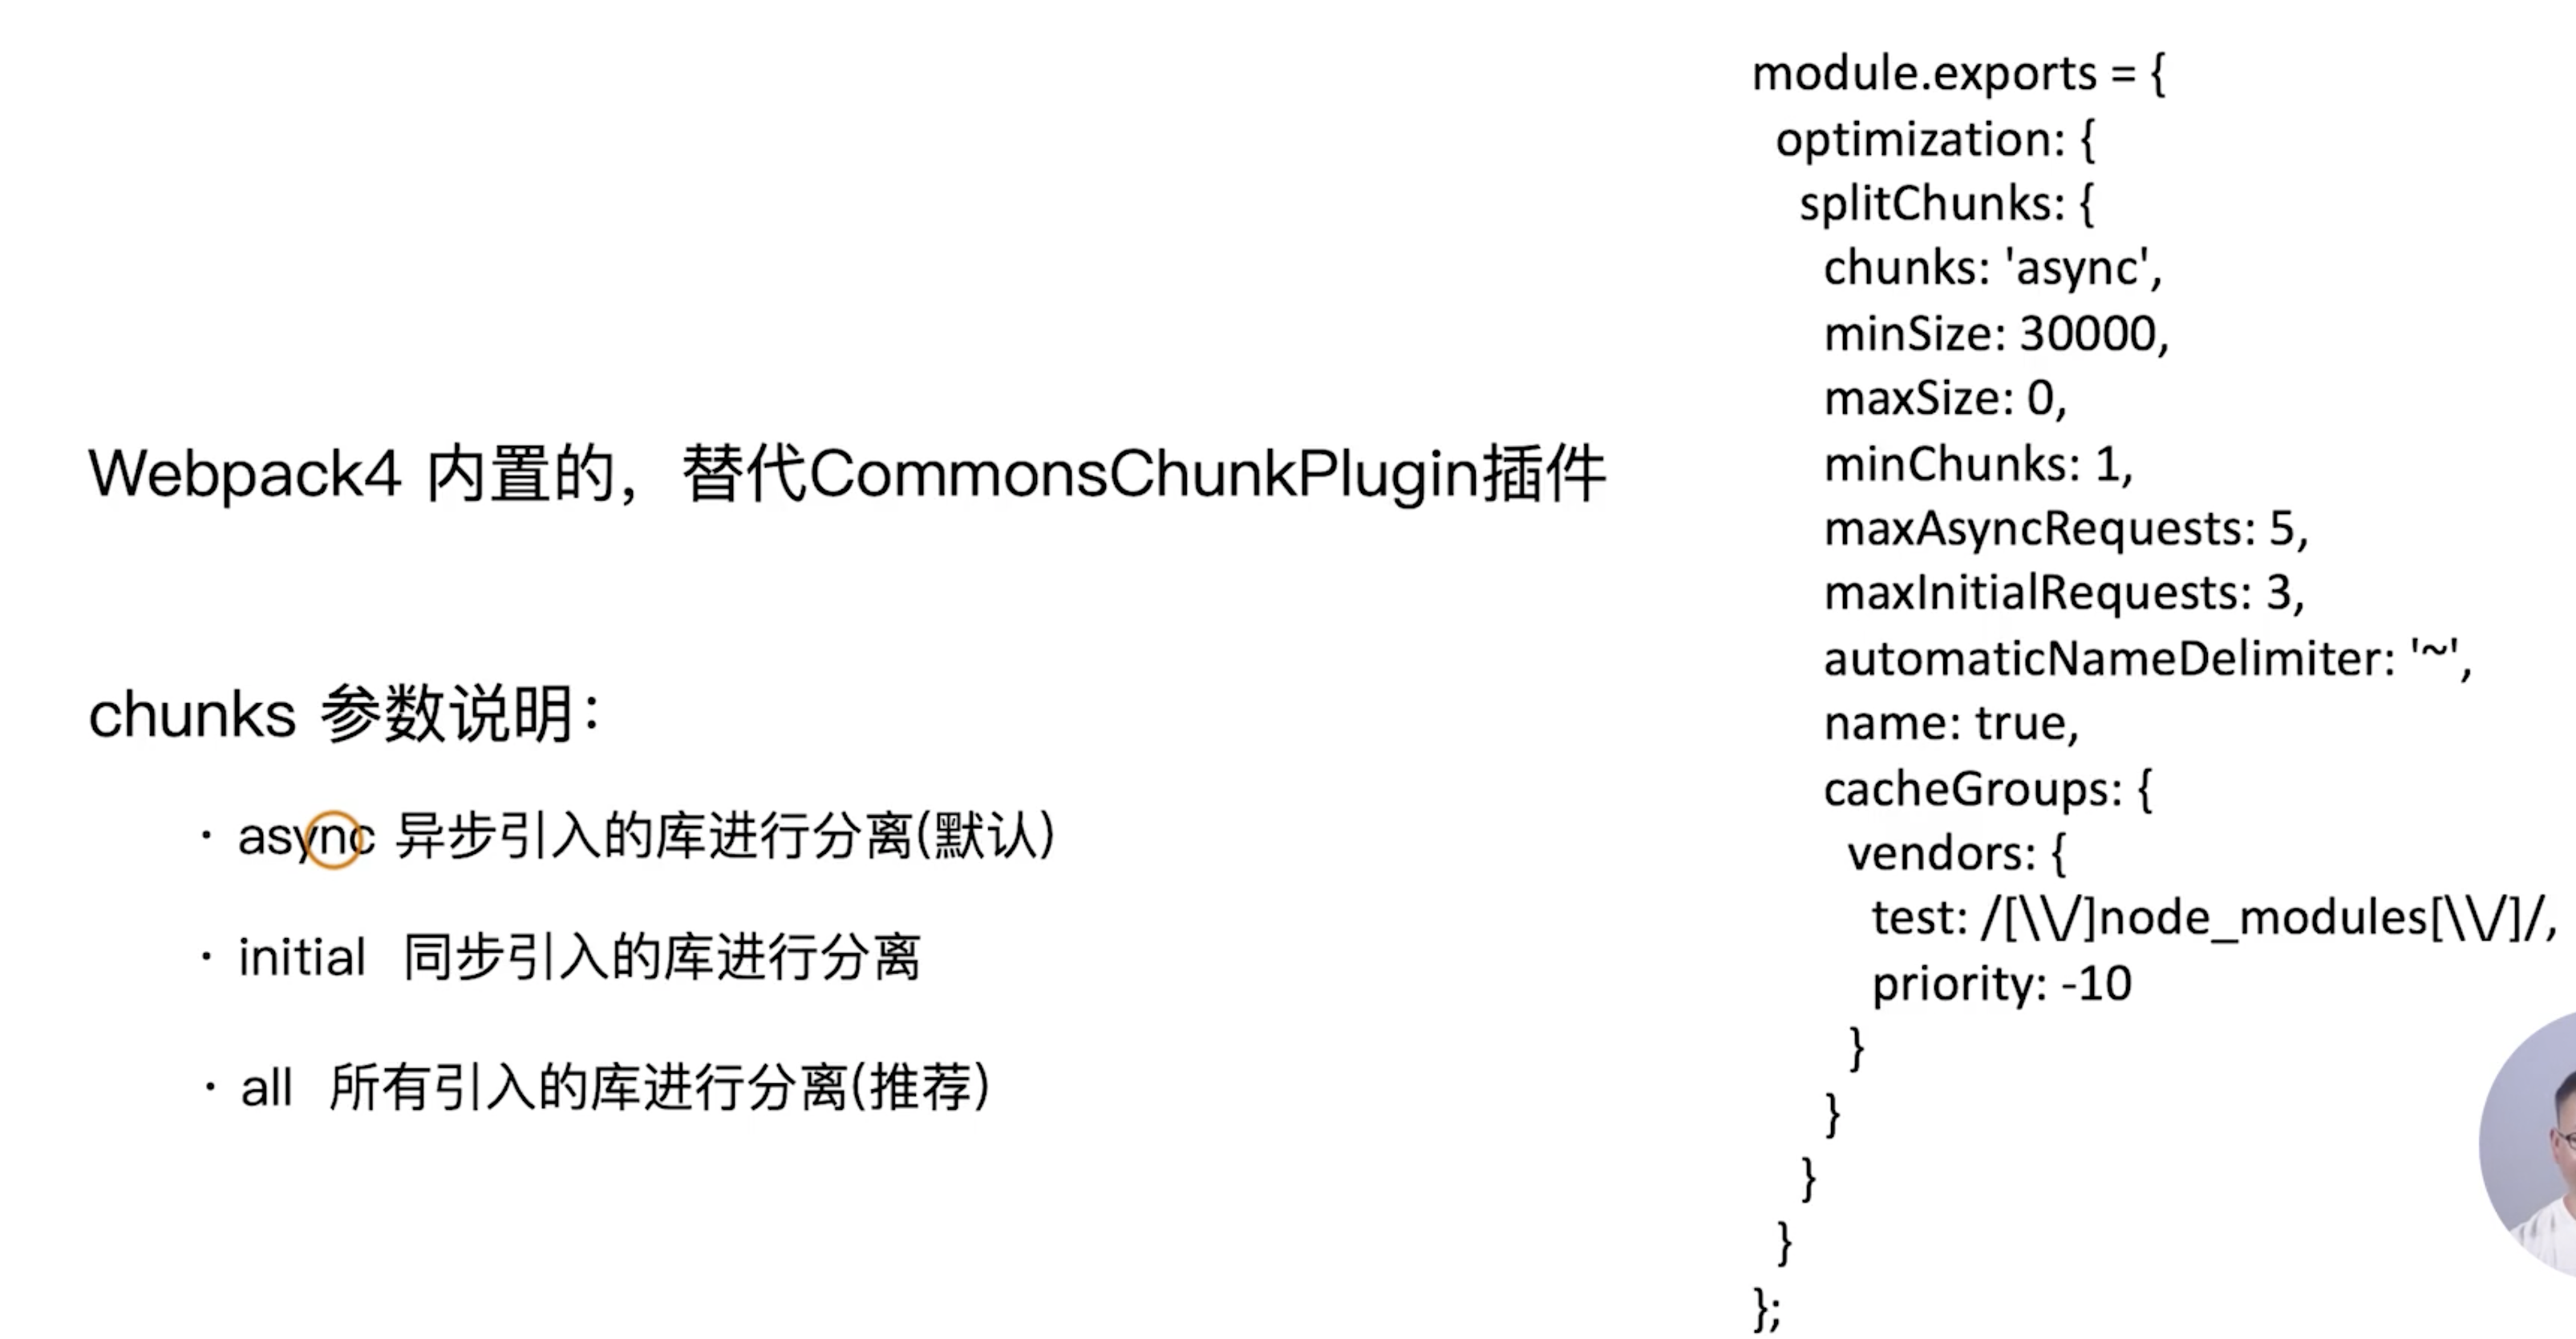 Webpack4 内置的，替代CommonsChunkPlugin插件
chunks 参数说明：
· async 异步引入的库进行分离(默认)
· initial 同步引入的库进行分离
· all 所有引入的库进行分离(推荐)
module.exports = {
optimization: {
splitChunks: {
chunks: 'async',
minSize: 30000,
maxSize: 0,
minChunks: 1,
maxAsyncRequests: 5,
maxInitialRequests: 3,
automaticNameDelimiter: '~',
name: true,
cacheGroups: {
vendors: {
test: /[\\/]node_modules[\\/]/,
priority: -10
}
}
}
}
};